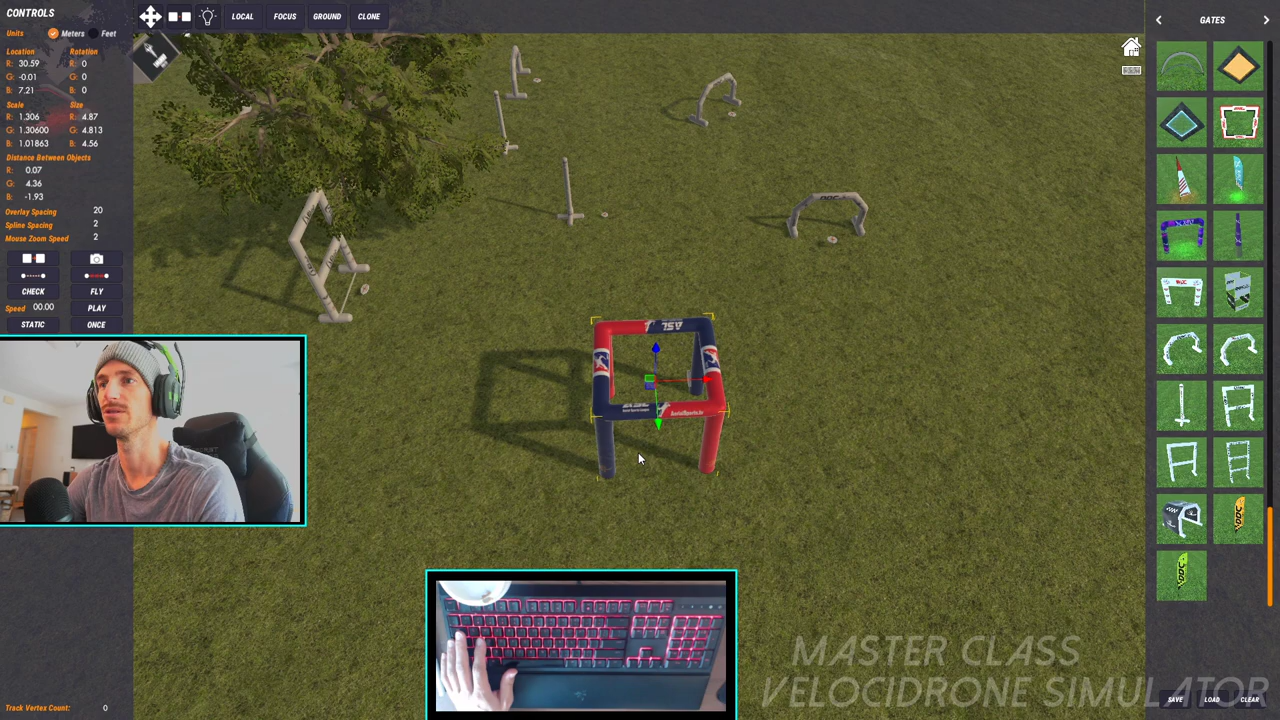 CONTROLS
Units Meters Feet
Location Rotation
R: 30.59 R: 0
G: -0.01 G: 0
B: 7.21 B: 0
Scale Size
R: 1.306 R: 4.87
G: 1.30600 G: 4.813
B: 1.01863 B: 4.56
Distance Between Objects
R: 0.07
G: 4.36
B: -1.93
Overlay Spacing 20
Spline Spacing 2
Mouse Zoom Speed 2
CHECK FLY
Speed 00.00 PLAY
STATIC ONCE
Track Vertex Count: 0
LOCAL FOCUS GROUND CLONE
GATES
ASL
AerialSports.tv
MASTER CLASS
VELOCIDRONE SIMULATOR
SAVE LOAD CLEAR